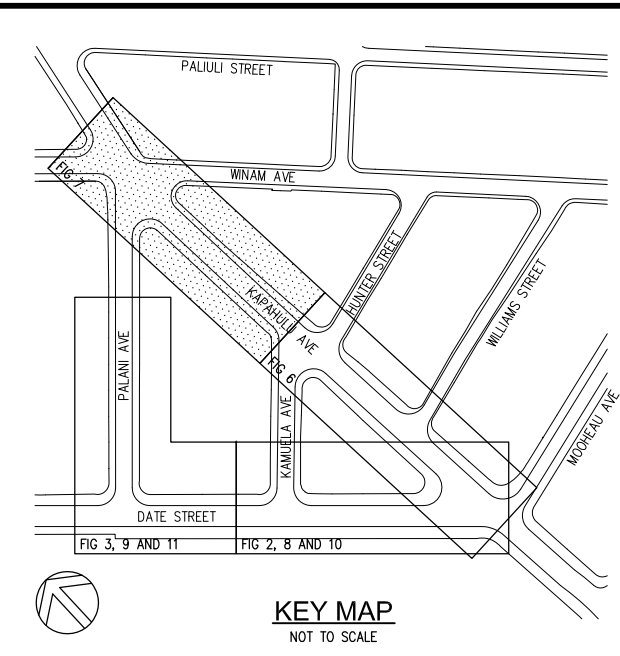 PALIULI STREET
WINAM AVE
FIG 7
HUNTER STREET
KAPAHULU AVE
WILLIAMS STREET
FIG 6
PALANI AVE
KAMUELA AVE
MOOHEAU AVE
DATE STREET
FIG 3, 9 AND 11
FIG 2, 8 AND 10
KEY MAP
NOT TO SCALE